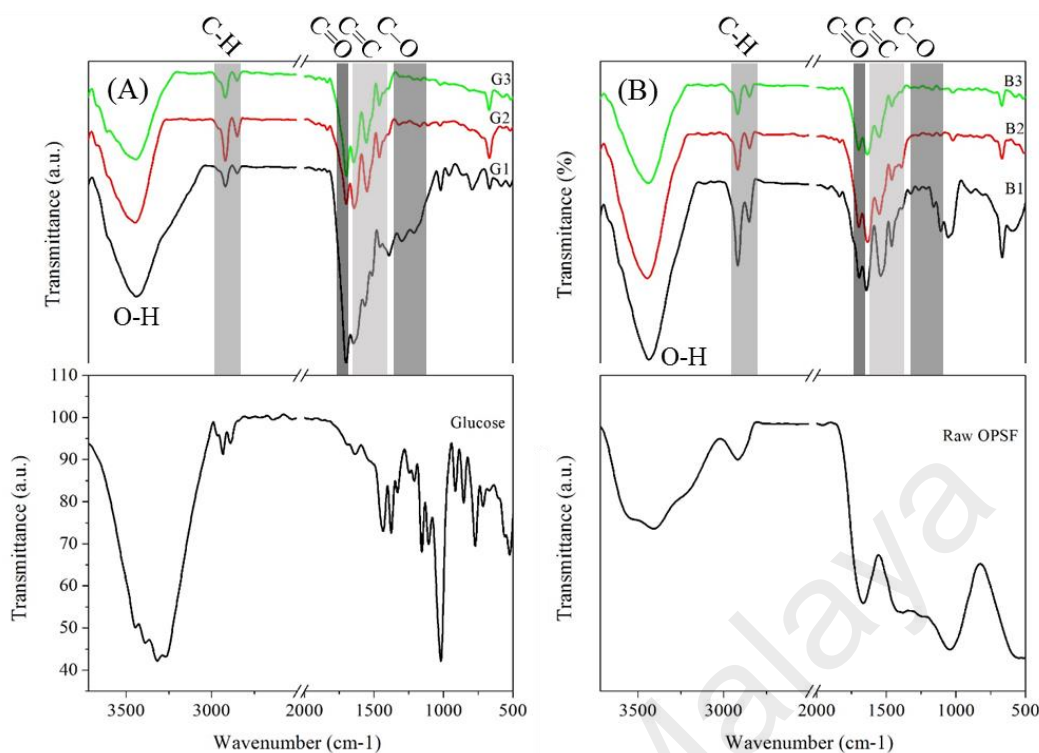 C-H
C=O
C=C
C-O
(A)
G3
G2
G1
O-H
Transmittance (a.u.)
C-H
C=O
C=C
C-O
(B)
B3
B2
B1
O-H
Transmittance (%)
110
100
90
80
70
60
50
40
Glucose
Transmittance (a.u.)
3500 3000 2000 1500 1000 500
Wavenumber (cm-1)
Raw OPSF
Transmittance (a.u.)
3500 3000 2000 1500 1000 500
Wavenumber (cm-1)
Malaya